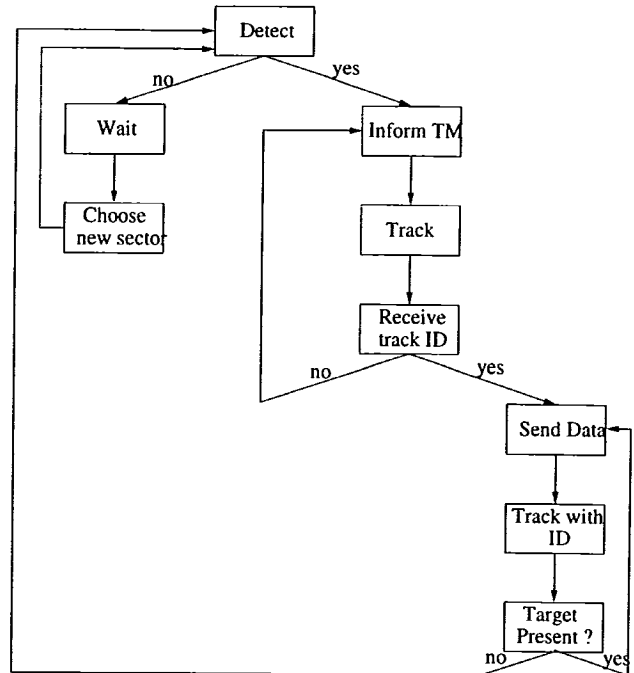 Detect
no
yes
Wait
Inform TM
Choose
new sector
Track
Receive
track ID
no
yes
Send Data
Track with
ID
Target
Present ?
no
yes